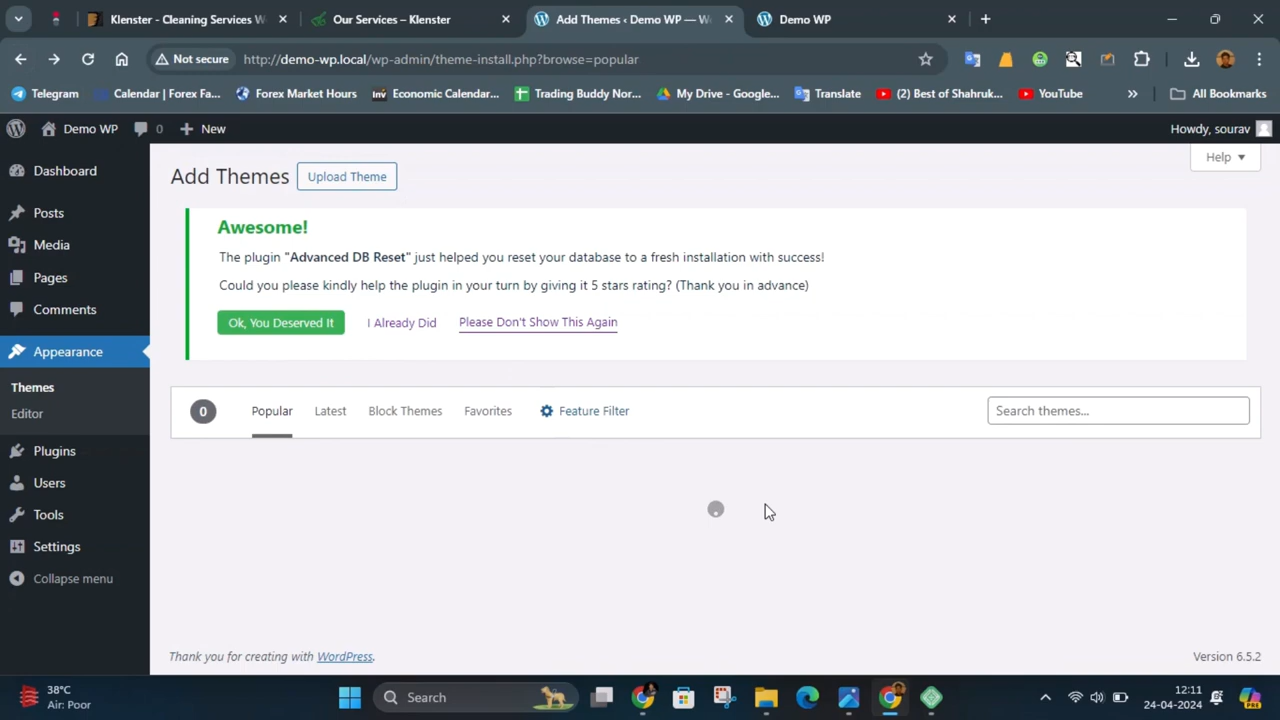 Klenster - Cleaning Services W
Our Services – Klenster
Add Themes ‹ Demo WP — W
Demo WP
Not secure
http://demo-wp.local/wp-admin/theme-install.php?browse=popular
Telegram
Calendar | Forex Fa...
Forex Market Hours
Economic Calendar...
Trading Buddy Nor...
My Drive - Google...
Translate
(2) Best of Shahruk...
YouTube
All Bookmarks
Demo WP
0
New
Howdy, sourav
Dashboard
Posts
Media
Pages
Comments
Appearance
Themes
Editor
Plugins
Users
Tools
Settings
Collapse menu
Help
Add Themes
Upload Theme
Awesome!
The plugin "Advanced DB Reset" just helped you reset your database to a fresh installation with success!
Could you please kindly help the plugin in your turn by giving it 5 stars rating? (Thank you in advance)
Ok, You Deserved It
I Already Did
Please Don't Show This Again
0
Popular
Latest
Block Themes
Favorites
Feature Filter
Search themes...
Thank you for creating with WordPress.
Version 6.5.2
38°C
Air: Poor
Search
12:11
24-04-2024